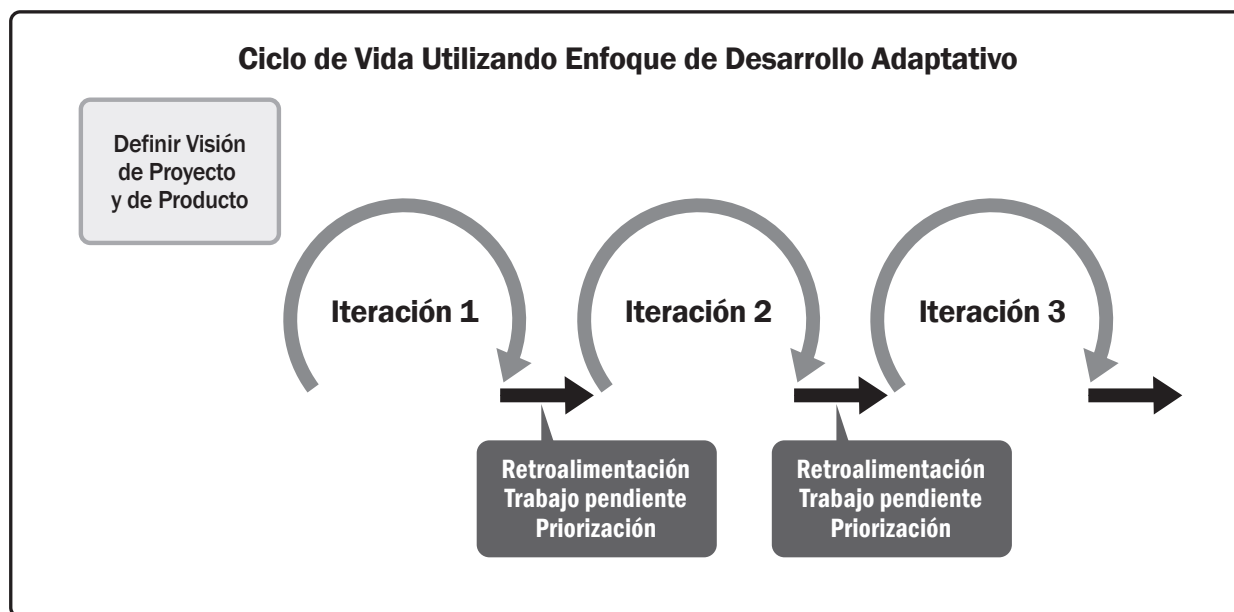 Ciclo de Vida Utilizando Enfoque de Desarrollo Adaptativo
Definir Visión
de Proyecto
y de Producto
Iteración 1
Iteración 2
Iteración 3
Retroalimentación
Trabajo pendiente
Priorización
Retroalimentación
Trabajo pendiente
Priorización